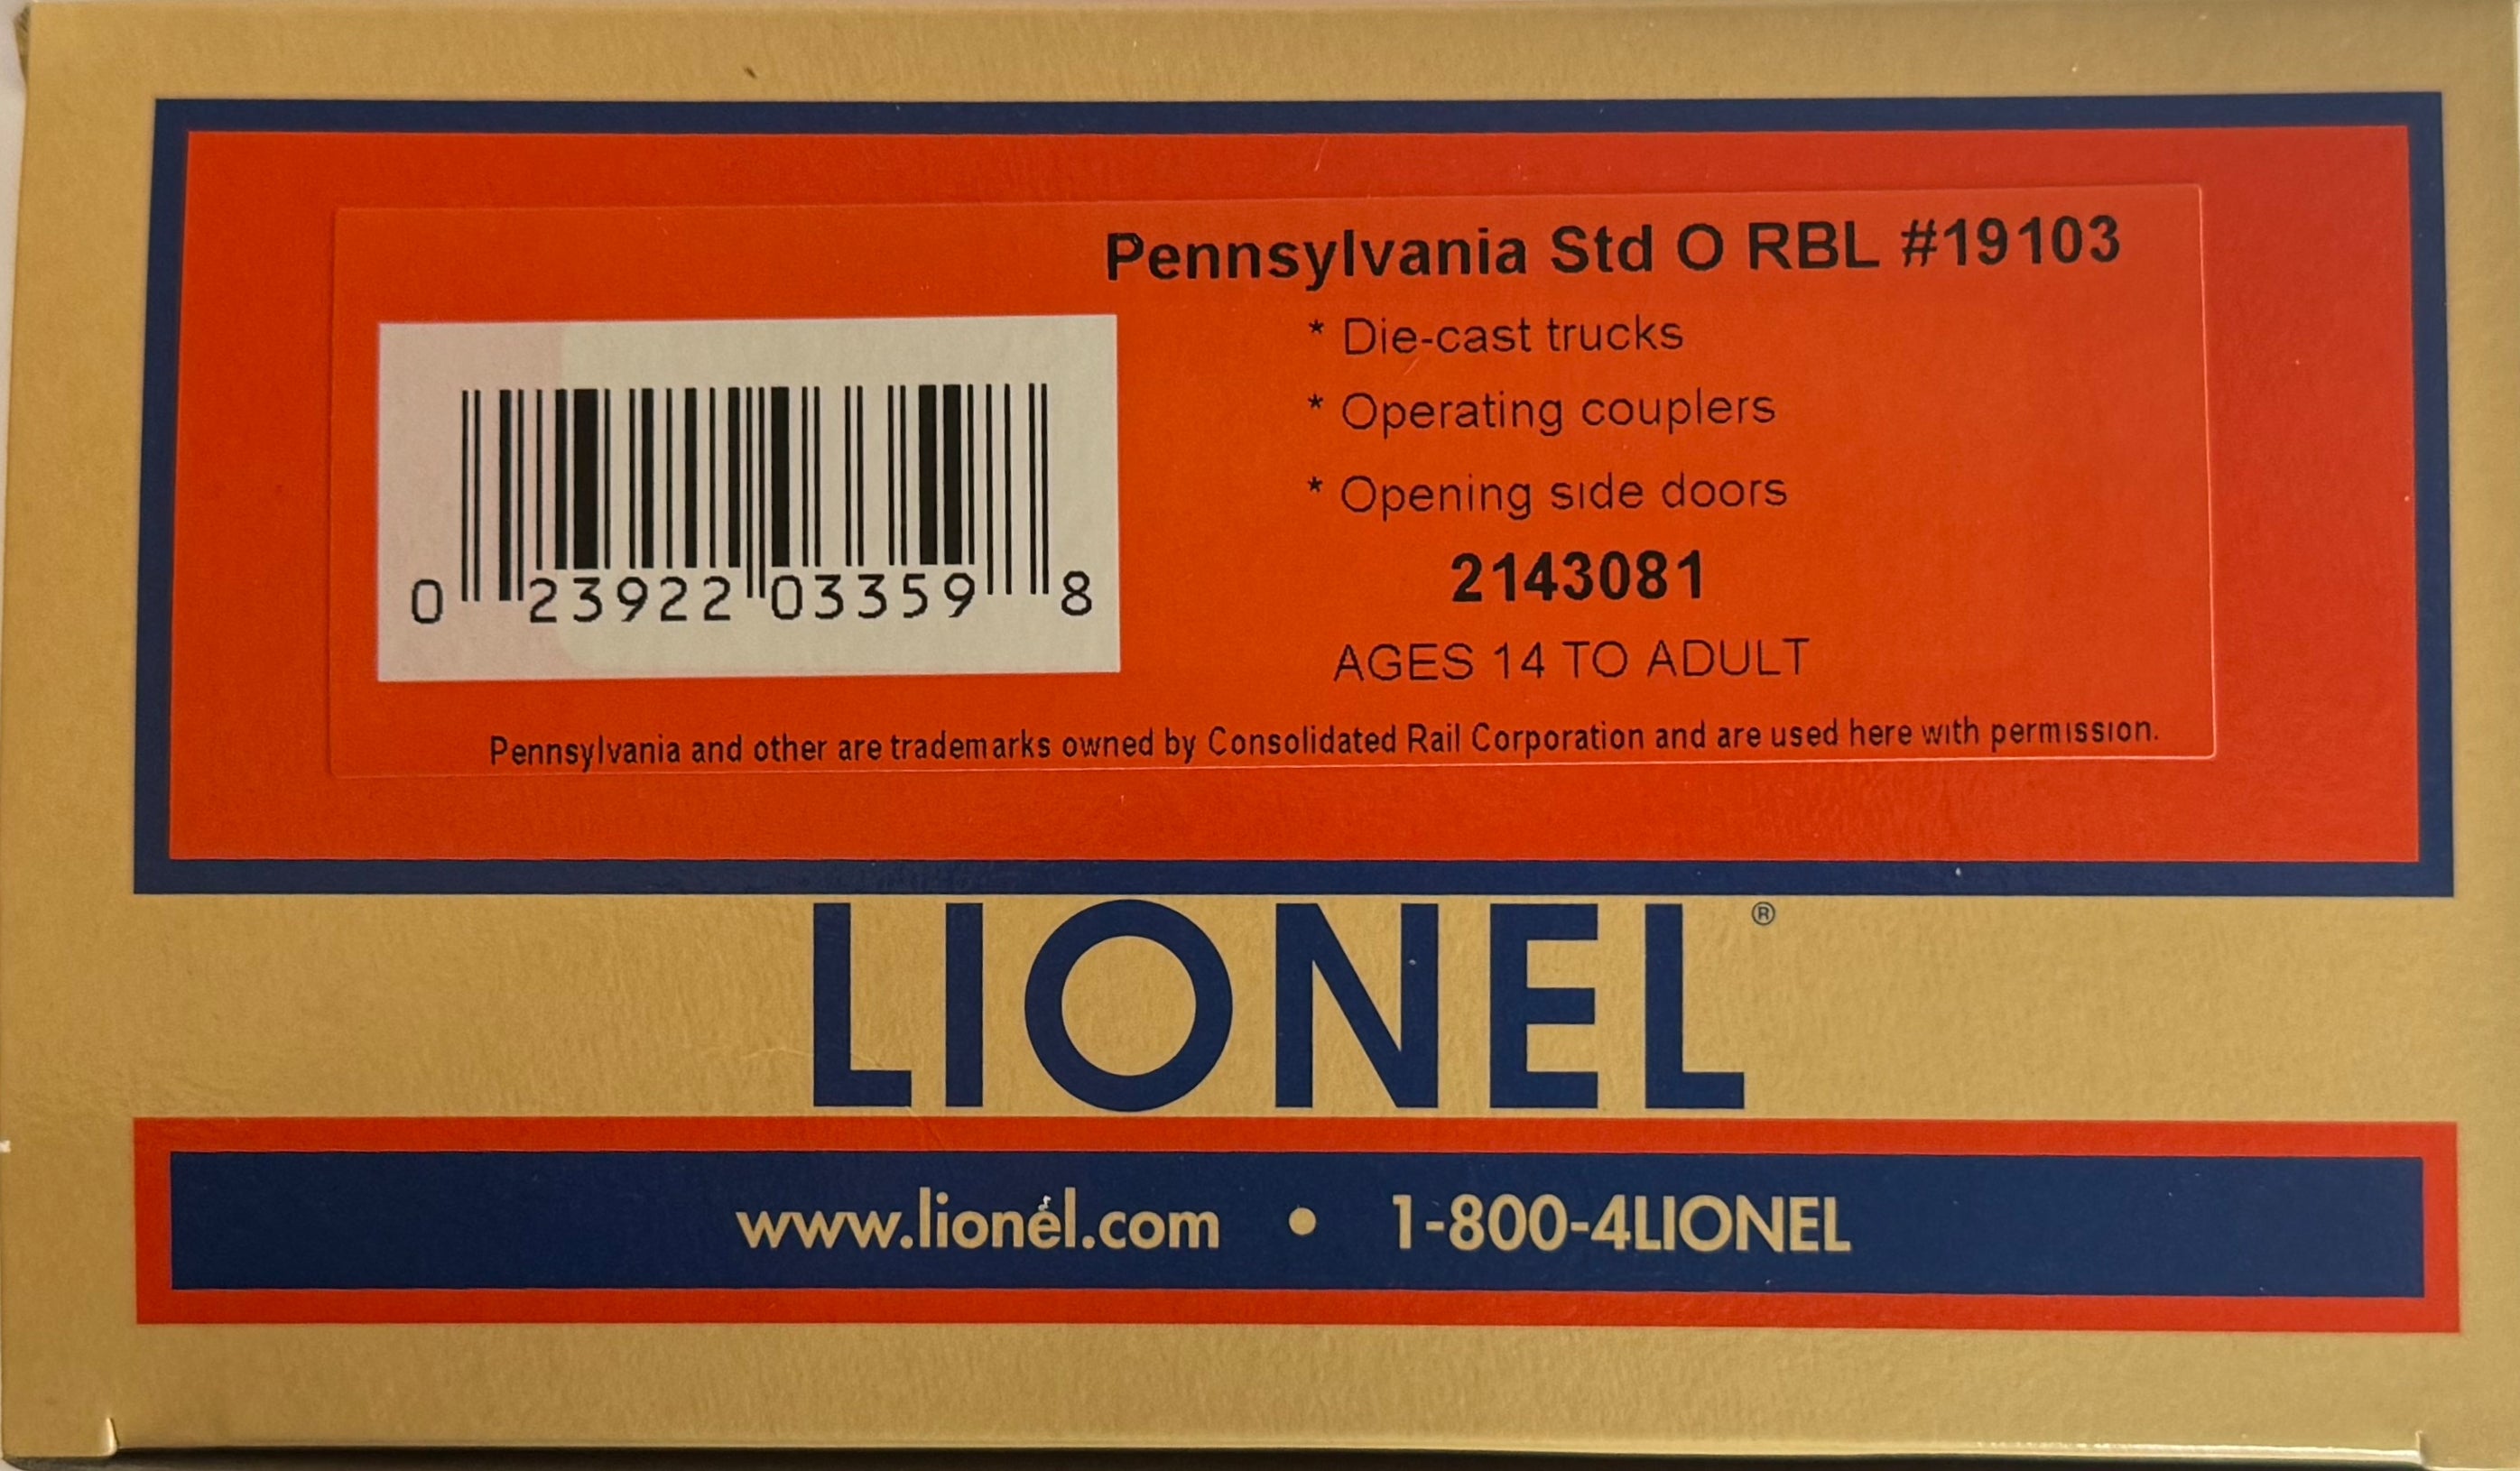 Pennsylvania Std O RBL #19103
* Die-cast trucks
* Operating couplers
* Opening side doors
2143081
AGES 14 TO ADULT
0 23922 03359 8
Pennsylvania and other are trademarks owned by Consolidated Rail Corporation and are used here with permission.
LIONEL®
www.lionel.com • 1-800-4LIONEL